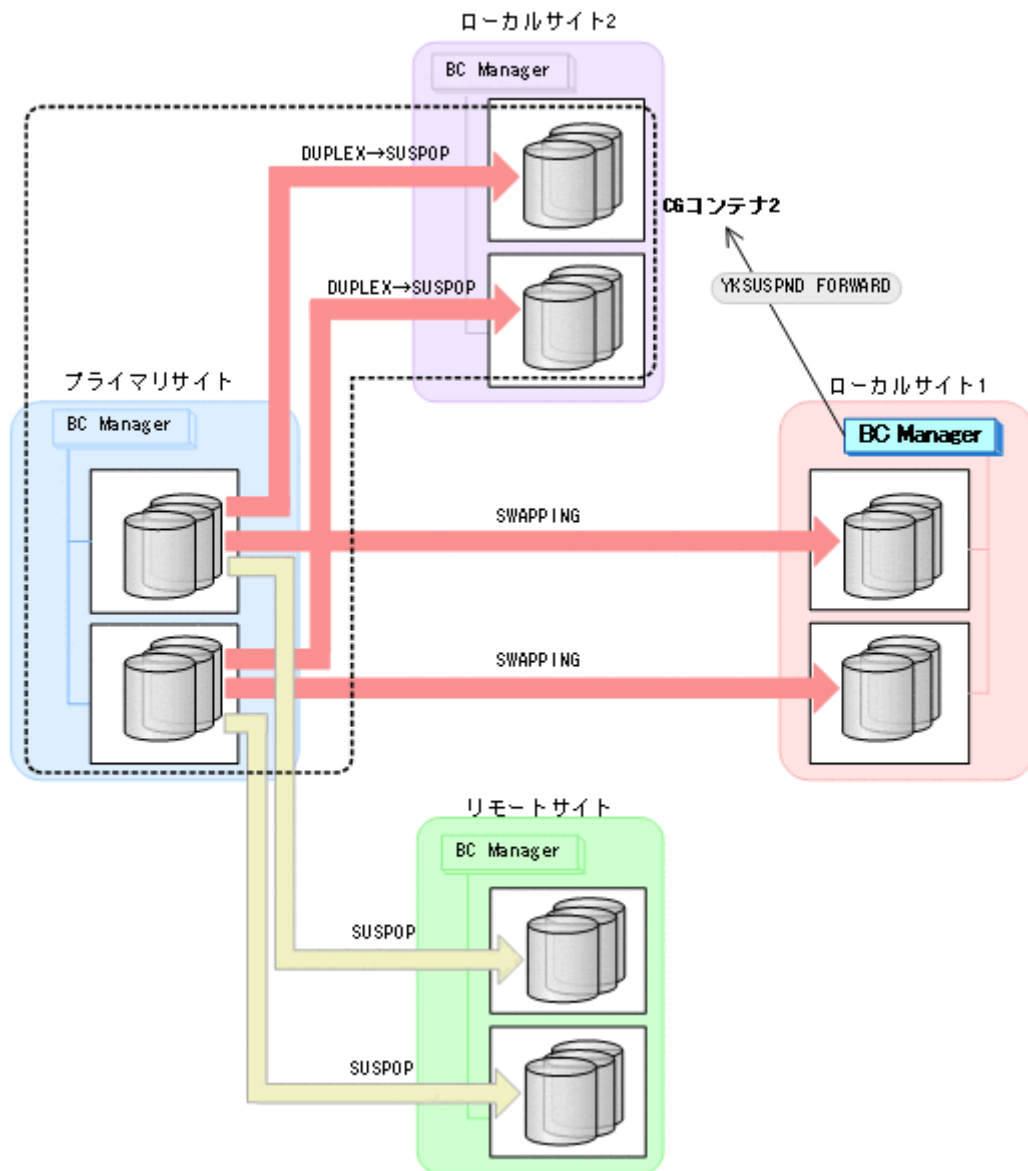 ローカルサイト2
BC Manager
DUPLEX→SUSPOP
CGコンテナ2
DUPLEX→SUSPOP
YKSUSPND FORWARD
プライマリサイト
ローカルサイト1
BC Manager
BC Manager
SWAPPING
SWAPPING
リモートサイト
BC Manager
SUSPOP
SUSPOP